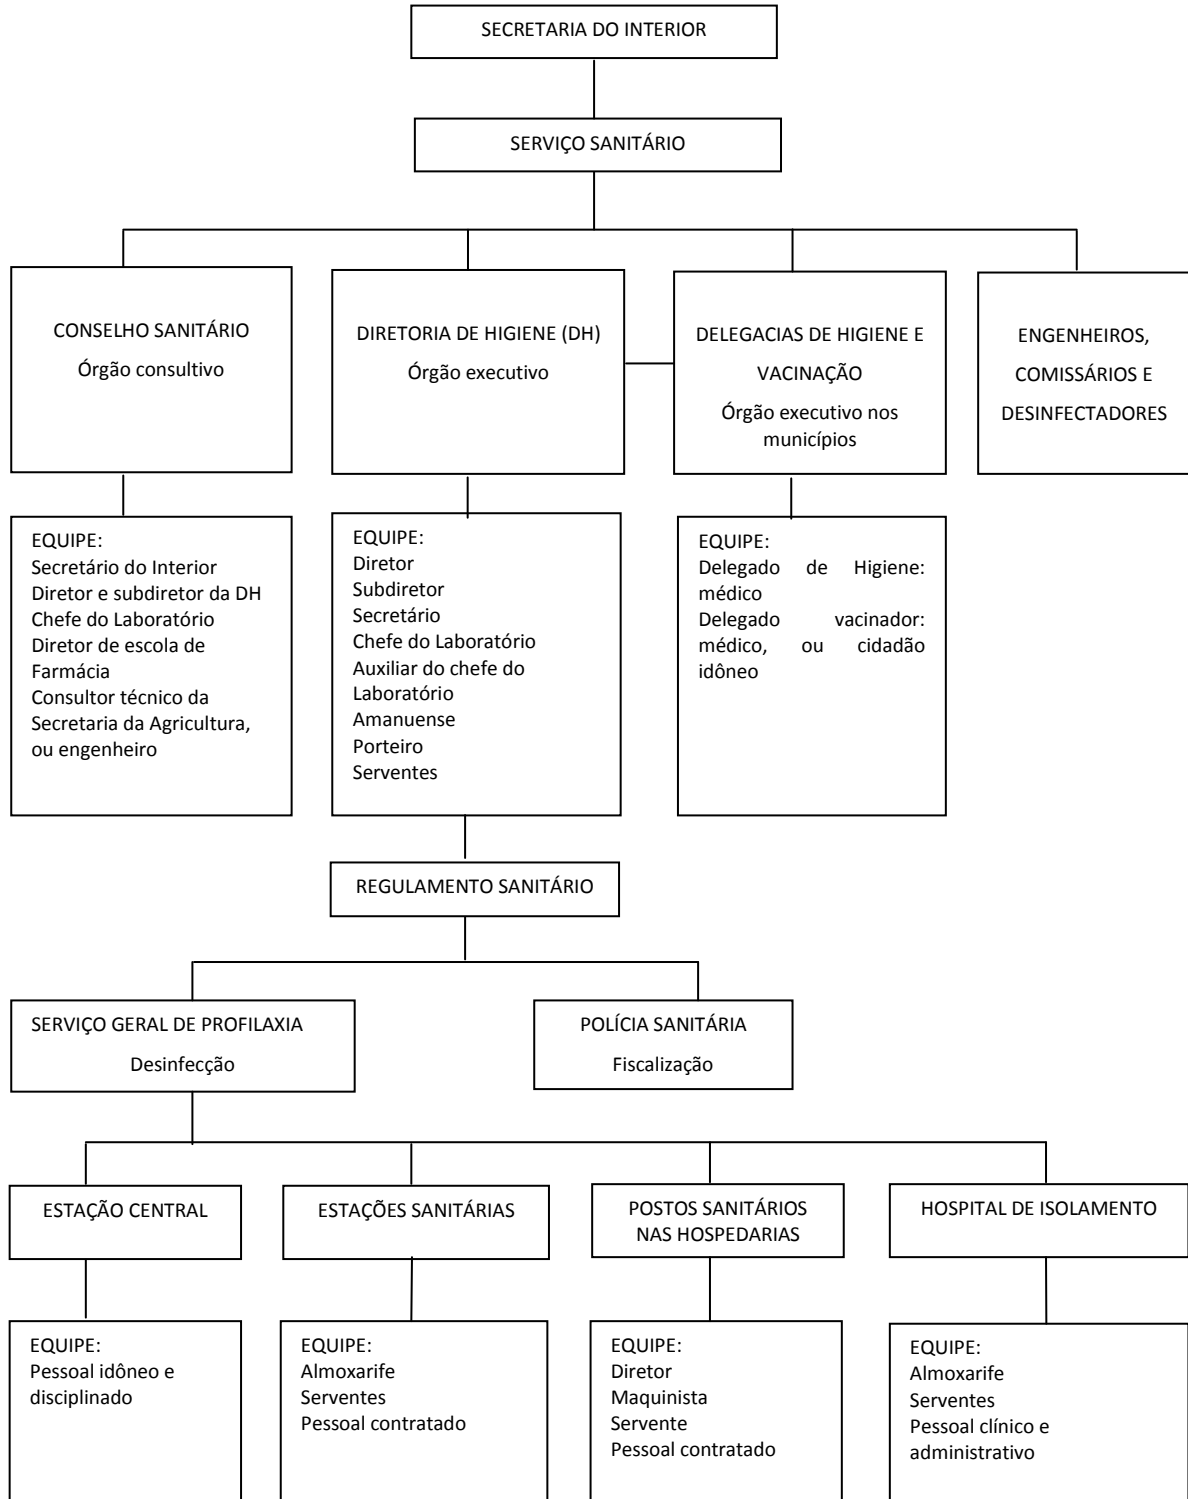 SECRETARIA DO INTERIOR
SERVIÇO SANITÁRIO
CONSELHO SANITÁRIO
Órgão consultivo
DIRETORIA DE HIGIENE (DH)
Órgão executivo
DELEGACIAS DE HIGIENE E
VACINAÇÃO
Órgão executivo nos
municípios
ENGENHEIROS,
COMISSÁRIOS E
DESINFECTADORES
EQUIPE:
Secretário do Interior
Diretor e subdiretor da DH
Chefe do Laboratório
Diretor de escola de
Farmácia
Consultor técnico da
Secretaria da Agricultura,
ou engenheiro
EQUIPE:
Diretor
Subdiretor
Secretário
Chefe do Laboratório
Auxiliar do chefe do
Laboratório
Amanuense
Porteiro
Serventes
EQUIPE:
Delegado de Higiene:
médico
Delegado vacinador:
médico, ou cidadão
idôneo
REGULAMENTO SANITÁRIO
SERVIÇO GERAL DE PROFILAXIA
Desinfecção
POLÍCIA SANITÁRIA
Fiscalização
ESTAÇÃO CENTRAL
ESTAÇÕES SANITÁRIAS
POSTOS SANITÁRIOS
NAS HOSPEDARIAS
HOSPITAL DE ISOLAMENTO
EQUIPE:
Pessoal idôneo e
disciplinado
EQUIPE:
Almoxarife
Serventes
Pessoal contratado
EQUIPE:
Diretor
Maquinista
Servente
Pessoal contratado
EQUIPE:
Almoxarife
Serventes
Pessoal clínico e
administrativo